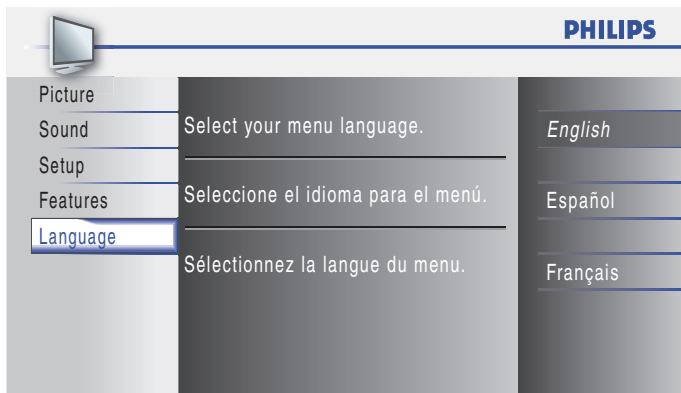 PHILIPS
Picture
Sound
Setup
Features
Language
Select your menu language.
Seleccione el idioma para el menú.
Sélectionnez la langue du menu.
English
Español
Français